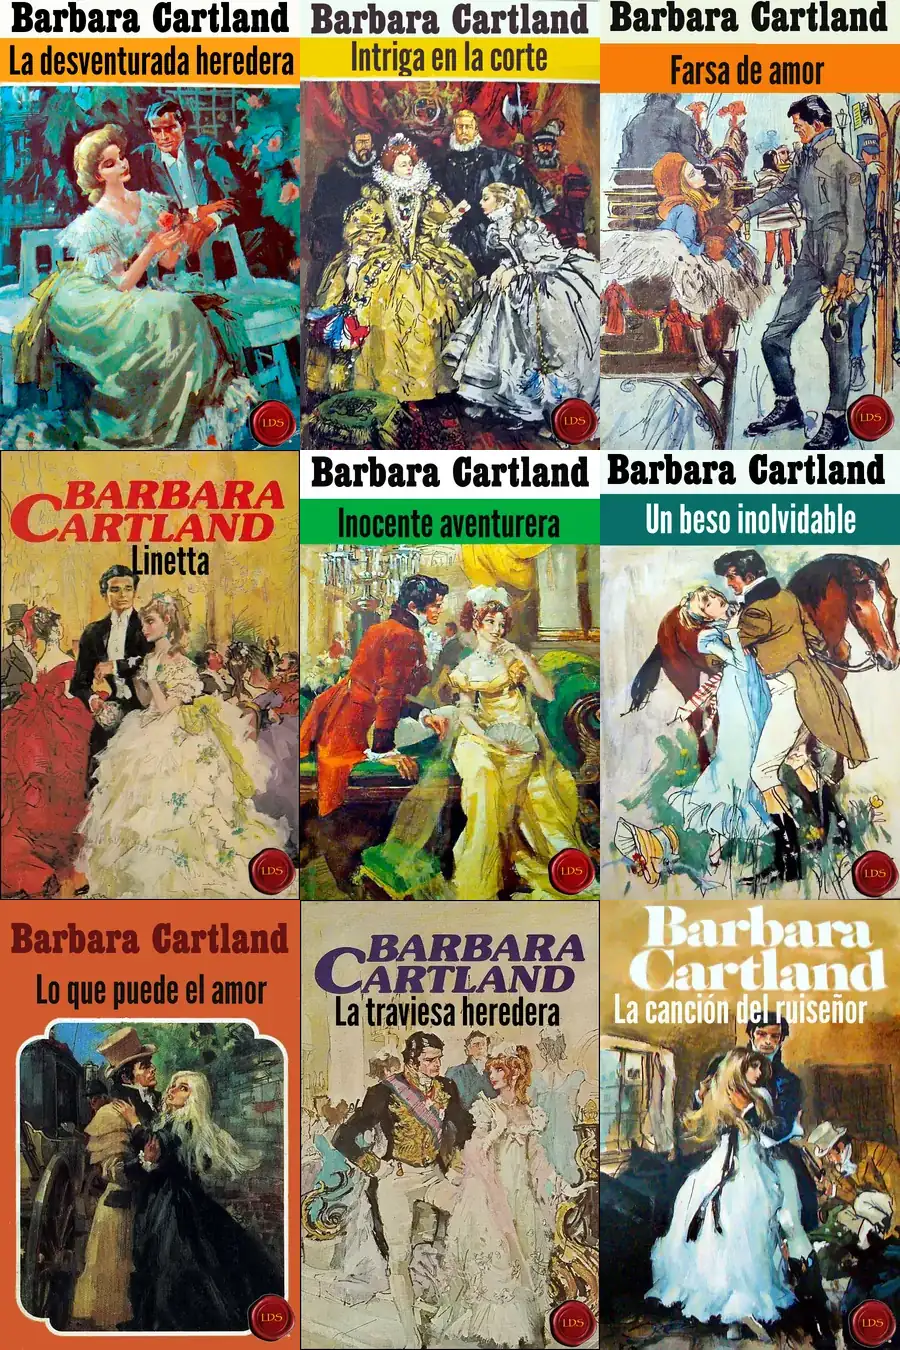 Barbara Cartland
La desventurada heredera
LDS
Barbara Cartland
Intriga en la corte
LDS
Barbara Cartland
Farsa de amor
LDS
BARBARA
CARTLAND
Linetta
LDS
Barbara Cartland
Inocente aventurera
LDS
Barbara Cartland
Un beso inolvidable
LDS
Barbara Cartland
Lo que puede el amor
LDS
BARBARA
CARTLAND
La traviesa heredera
LDS
Barbara
Cartland
La canción del ruiseñor
LDS